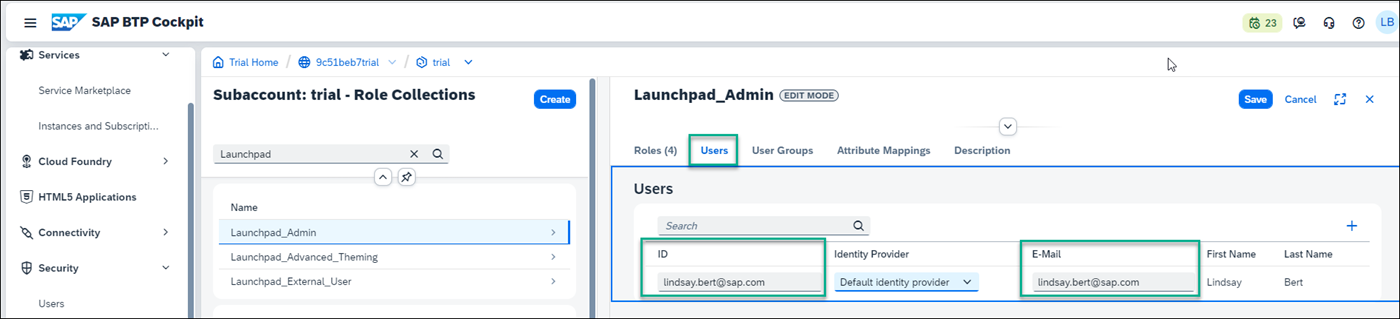 SAP SAP BTP Cockpit
23
LB
Services
Service Marketplace
Instances and Subscripti...
Cloud Foundry
HTML5 Applications
Connectivity
Security
Users
Trial Home / 9c51beb7trial / trial
Subaccount: trial - Role Collections
Create
Launchpad
Name
Launchpad_Admin
Launchpad_Advanced_Theming
Launchpad_External_User
Launchpad_Admin EDIT MODE
Save Cancel
Roles (4) Users User Groups Attribute Mappings Description
Users
Search
ID Identity Provider E-Mail First Name Last Name
lindsay.bert@sap.com Default identity provider lindsay.bert@sap.com Lindsay Bert